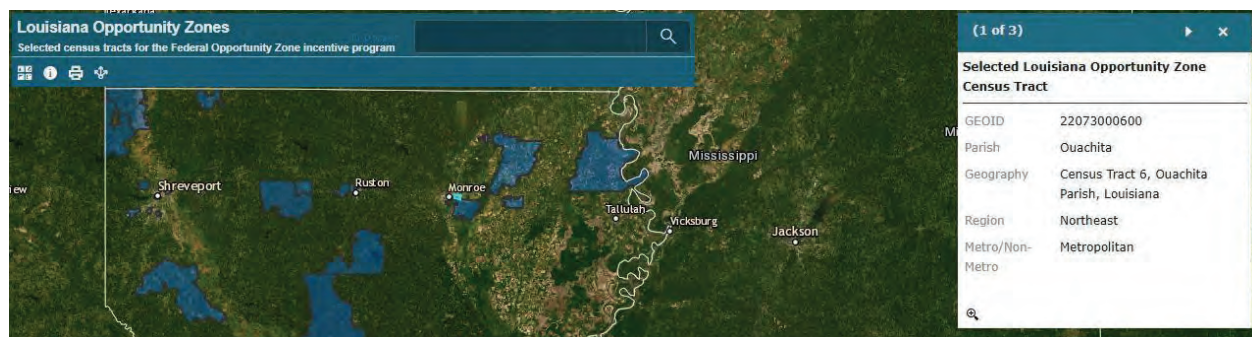 Louisiana Opportunity Zones
Selected census tracts for the Federal Opportunity Zone incentive program
(1 of 3)
Selected Louisiana Opportunity Zone
Census Tract
GEOID 22073000600
Parish Ouachita
Geography Census Tract 6, Ouachita
Parish, Louisiana
Region Northeast
Metro/Non-
Metro Metropolitan
Mississippi
Shreveport
Ruston
Monroe
Tallulah
Vicksburg
Jackson